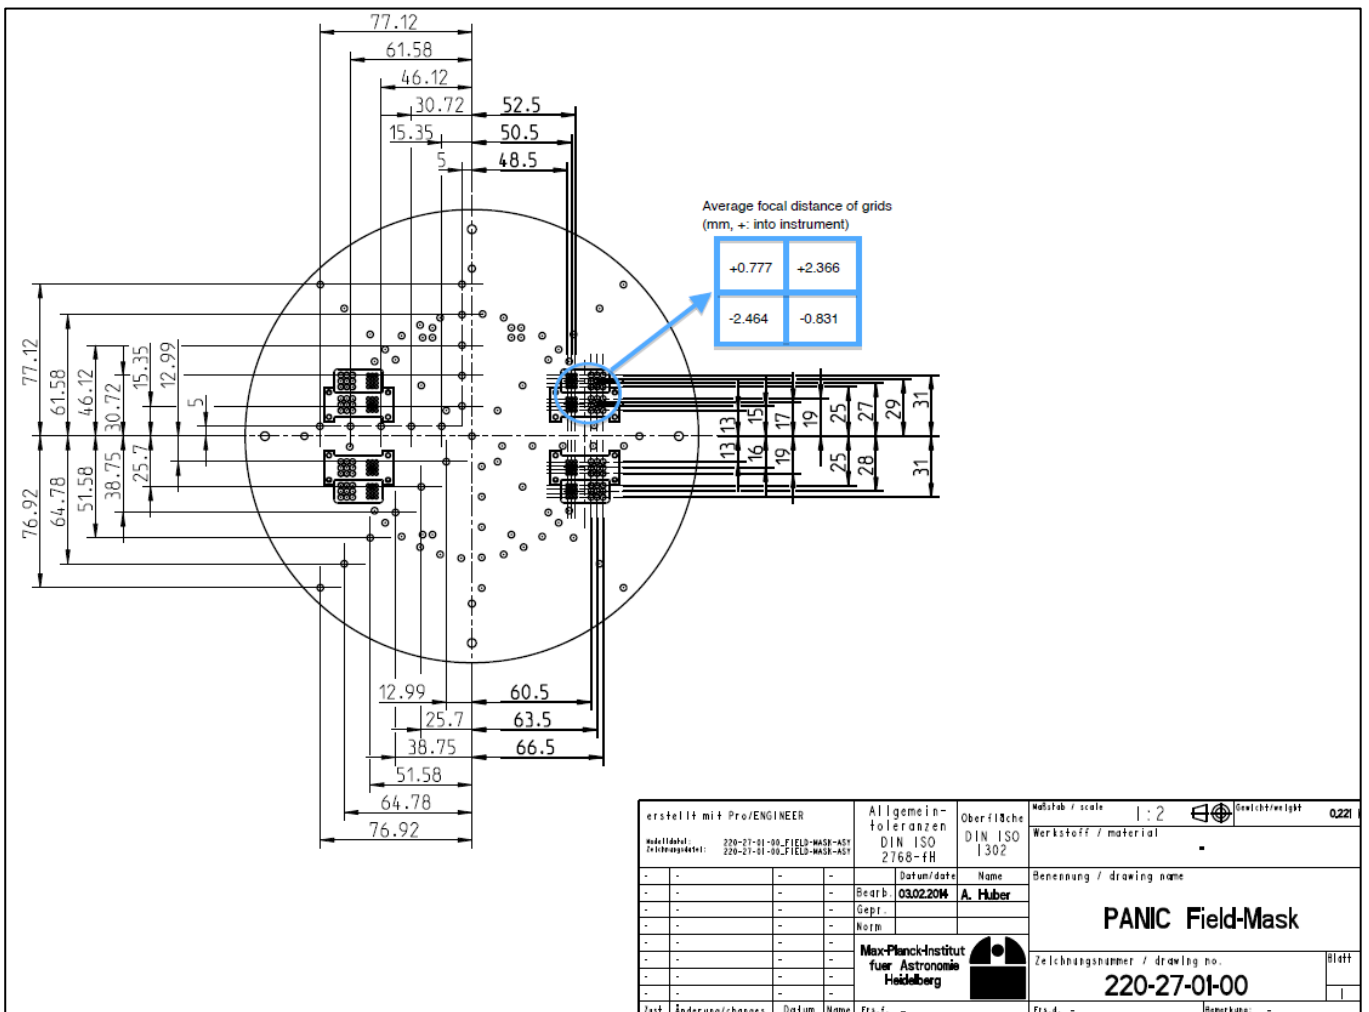 77.12
61.58
46.12
30.72 52.5
15.35 50.5
5 48.5
Average focal distance of grids
(mm, +: into instrument)
+0.777 +2.366
-2.464 -0.831
77.12
61.58
46.12
30.72
15.35
12.99
5
13
15
17
19
25
27
29
31
76.92
64.78
51.58
38.75
25.7
13
16
19
25
28
31
12.99 60.5
25.7 63.5
38.75 66.5
51.58
64.78
76.92
erstellt mit Pro/ENGINEER
Modelldatei: 220-27-01-00_FIELD-MASK-ASY
Zeichnungsdatei: 220-27-01-00_FIELD-MASK-ASY
Allgemein-
toleranzen
DIN ISO
2768-fH
Oberfläche
DIN ISO
1302
Maßstab / scale 1:2
Gewicht/weight 0,221
Werkstoff / material
-
Datum/date Name
Bearb. 03.02.2014 A. Huber
Gepr.
Norm
Benennung / drawing name
PANIC Field-Mask
Max-Planck-Institut
fuer Astronomie
Heidelberg
Zeichnungsnummer / drawing no.
220-27-01-00
Blatt
1
Zust Änderung/changes Datum Name Ers.f. - Ers.d. - Bemerkung: -